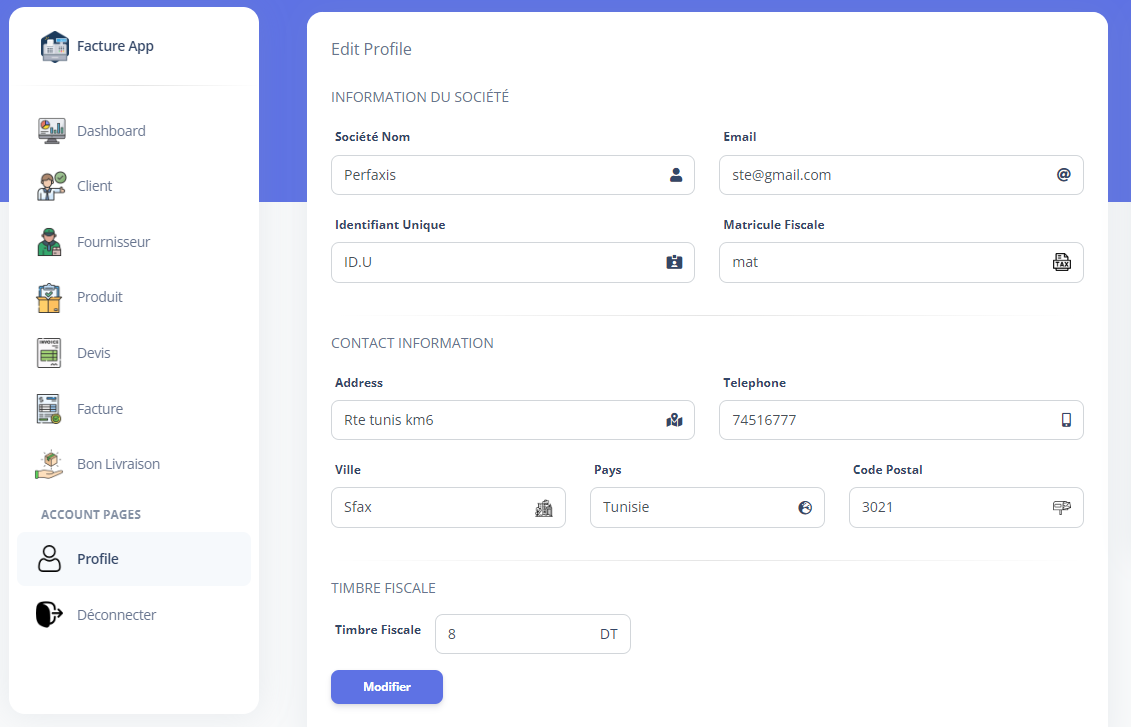 Facture App
Dashboard
Client
Fournisseur
Produit
Devis
Facture
Bon Livraison
ACCOUNT PAGES
Profile
Déconnecter
Edit Profile
INFORMATION DU SOCIÉTÉ
Société Nom Email
Perfaxis ste@gmail.com
Identifiant Unique Matricule Fiscale
ID.U mat
TAX
CONTACT INFORMATION
Address Telephone
Rte tunis km6 74516777
Ville Pays Code Postal
Sfax Tunisie 3021
TIMBRE FISCALE
Timbre Fiscale 8 DT
Modifier